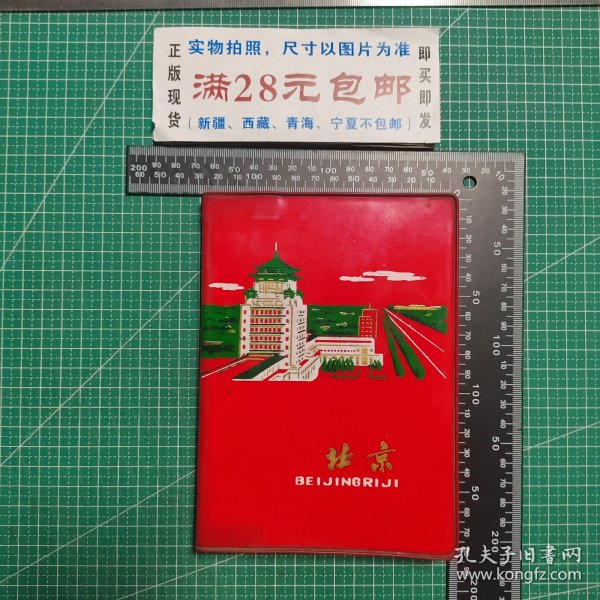 正版现货
实物拍照，尺寸以图片为准
满28元包邮
（新疆、西藏、青海、宁夏不包邮）
即买即发
北京
BEIJINGRIJI
孔夫子旧书网
www.kongfz.com